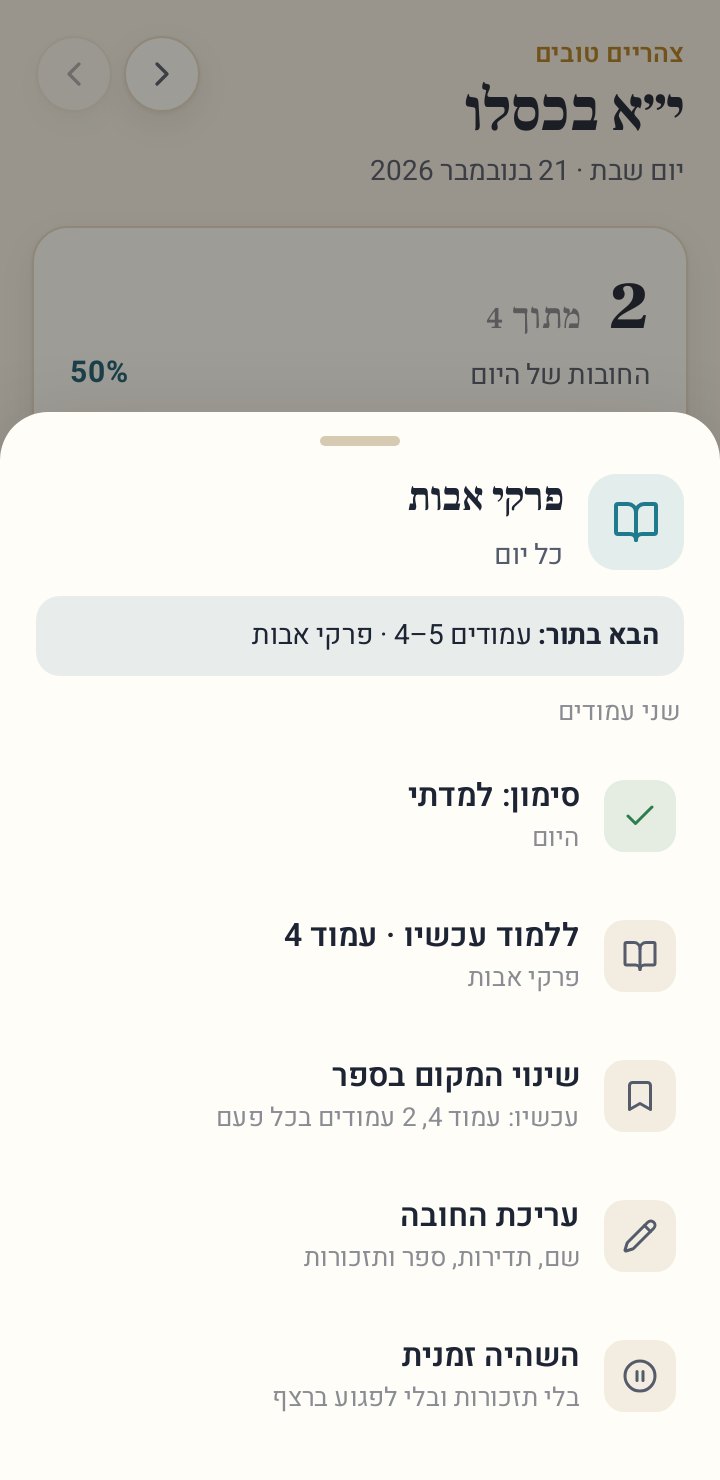 צהריים טובים
י״א בכסלו
יום שבת · 21 בנובמבר 2026
2 מתוך 4
החובות של היום
50%
פרקי אבות
כל יום
הבא בתור: עמודים 4–5 · פרקי אבות
שני עמודים
סימון: למדתי
היום
ללמוד עכשיו · עמוד 4
פרקי אבות
שינוי המקום בספר
עכשיו: עמוד 4, 2 עמודים בכל פעם
עריכת החובה
שם, תדירות, ספר ותזכורות
השהיה זמנית
בלי תזכורות ובלי לפגוע ברצף